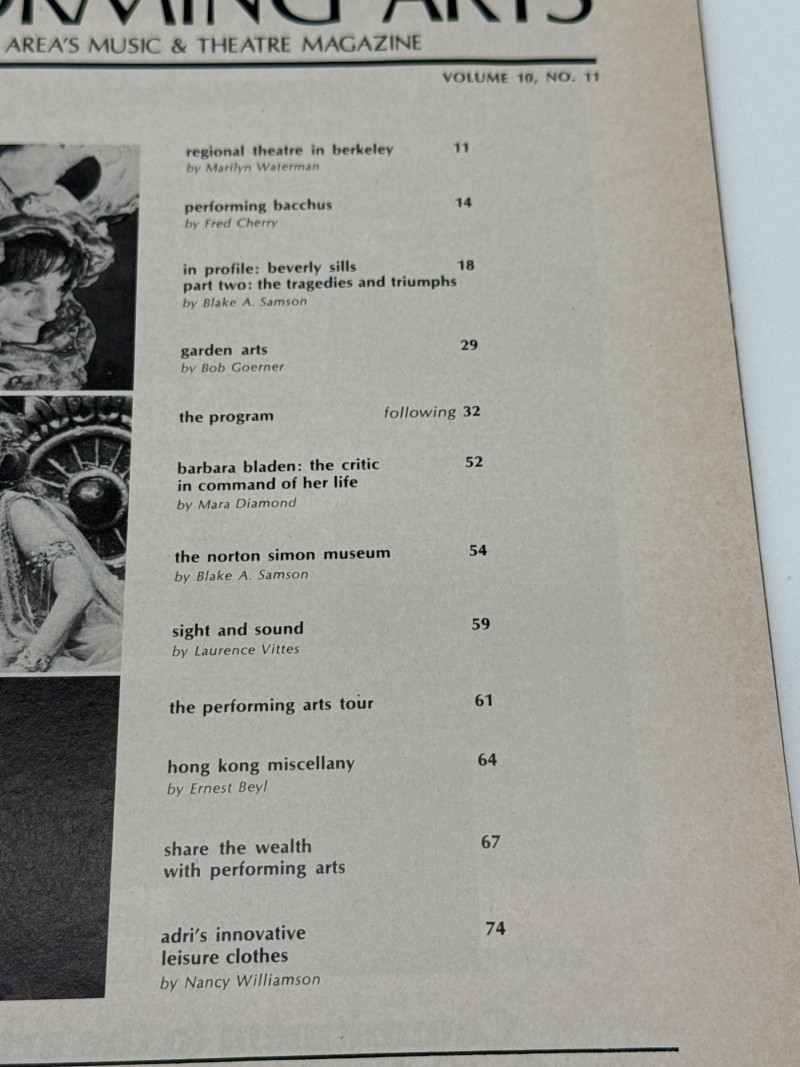 ORMING ARTS
AREA'S MUSIC & THEATRE MAGAZINE
VOLUME 10, NO. 11
regional theatre in berkeley 11
by Marilyn Waterman
performing bacchus 14
by Fred Cherry
in profile: beverly sills 18
part two: the tragedies and triumphs
by Blake A. Samson
garden arts 29
by Bob Goerner
the program following 32
barbara bladen: the critic 52
in command of her life
by Mara Diamond
the norton simon museum 54
by Blake A. Samson
sight and sound 59
by Laurence Vittes
the performing arts tour 61
hong kong miscellany 64
by Ernest Beyl
share the wealth 67
with performing arts
adri's innovative 74
leisure clothes
by Nancy Williamson